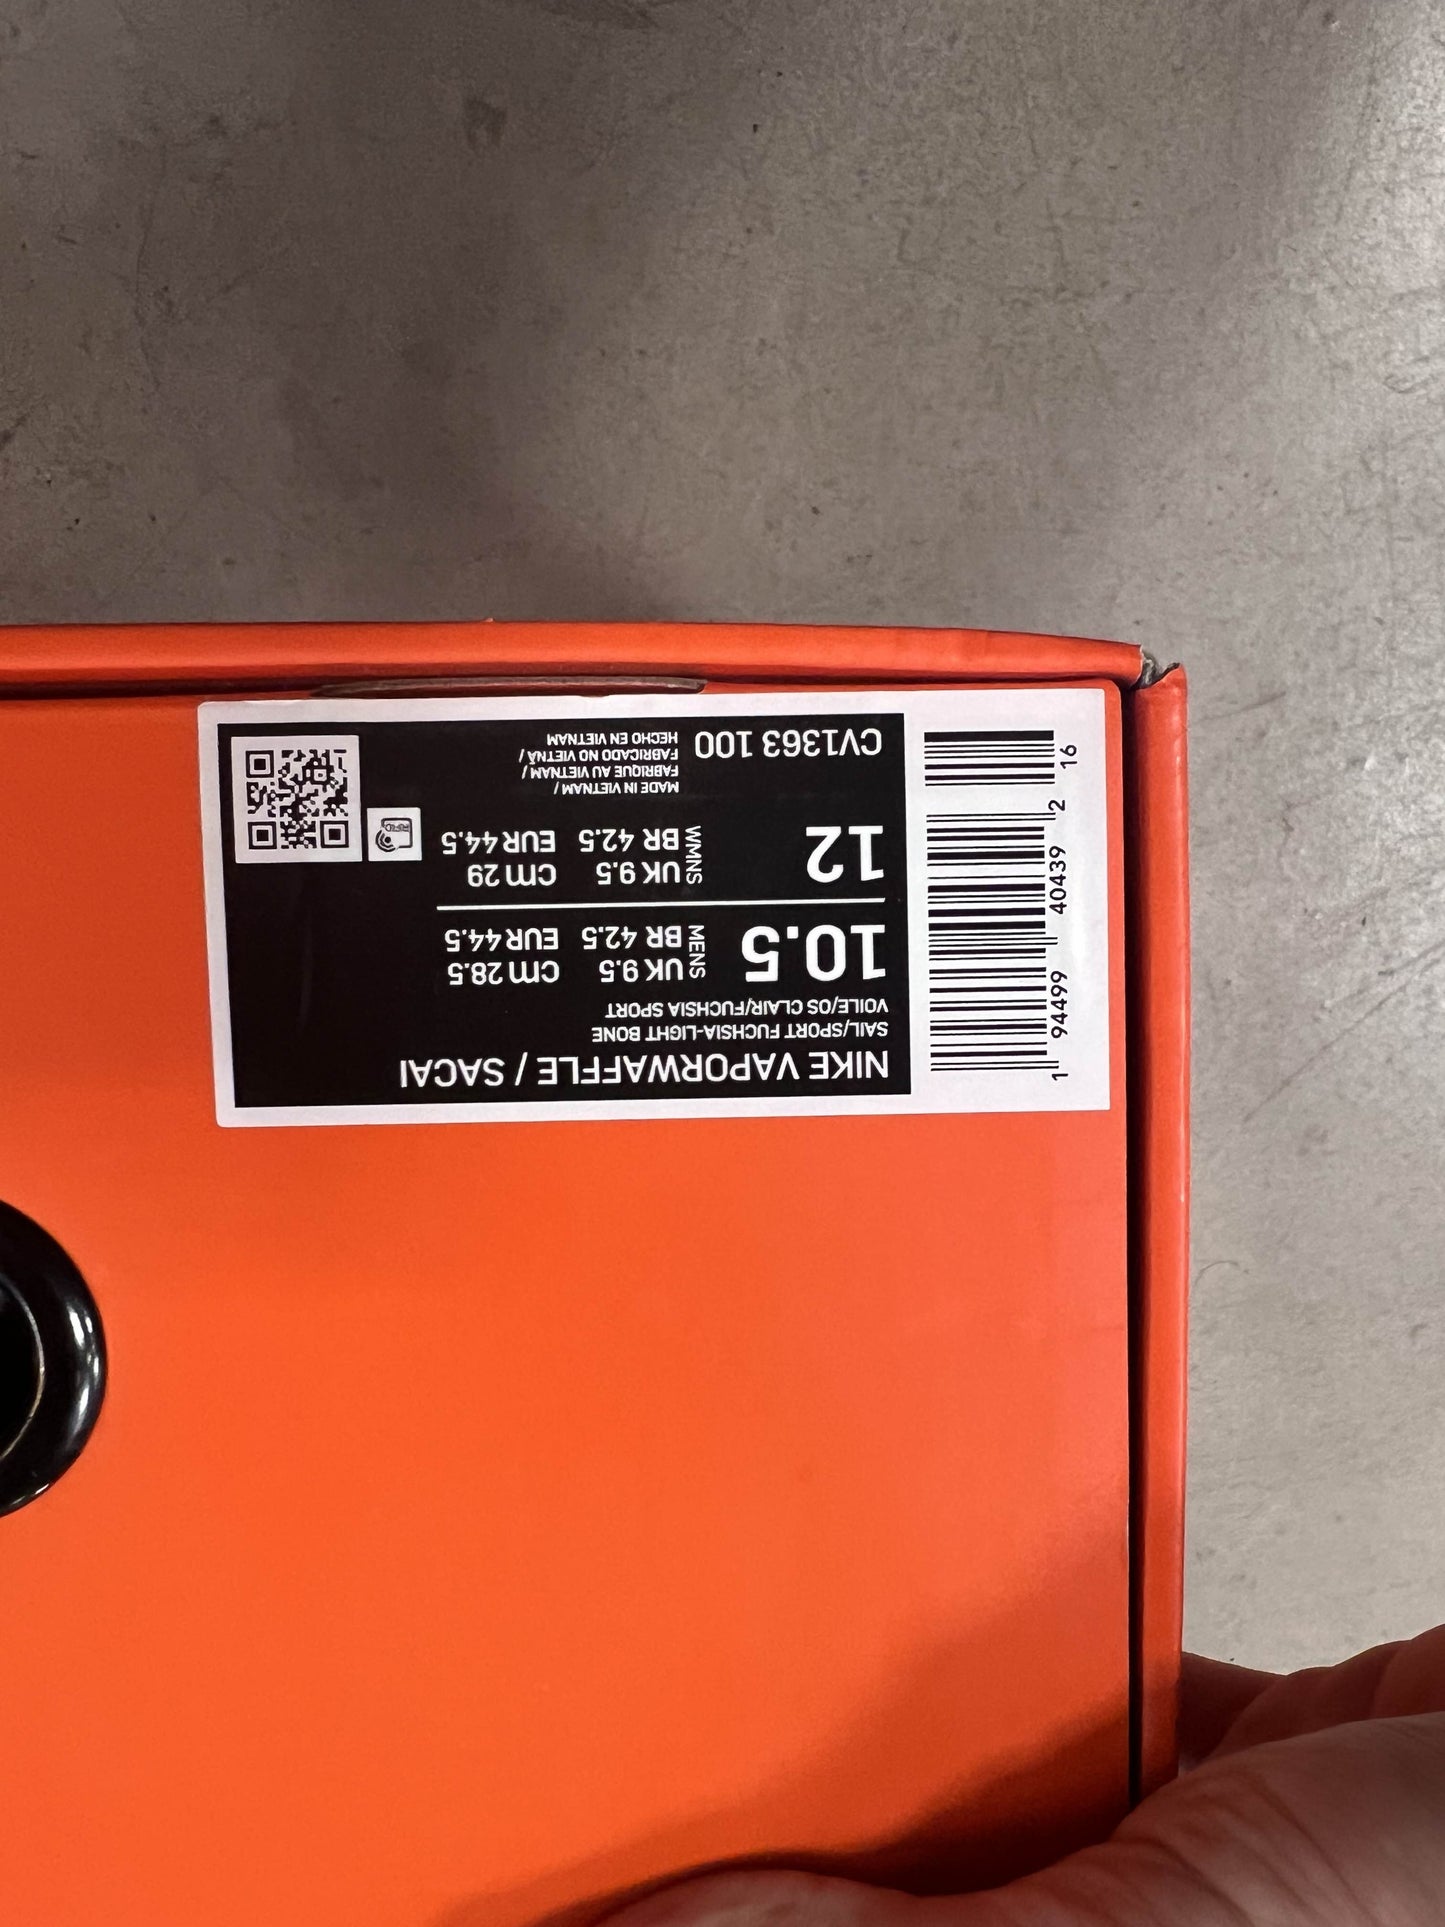 NIKE VAPORWAFFLE / SACAI
SAIL/SPORT FUCHSIA-LIGHT BONE
VOILE/OS CLAIR/FUCHSIA SPORT
10.5 MENS UK 9.5 cm 28.5
BR 42.5 EUR 44.5
12 WMNS UK 9.5 cm 29
BR 42.5 EUR 44.5
CV1363 100
MADE IN VIETNAM /
FABRIQUE AU VIETNAM /
FABRICADO NO VIETNÃ /
HECHO EN VIETNAM
RFID
1 94499 40439 2 16